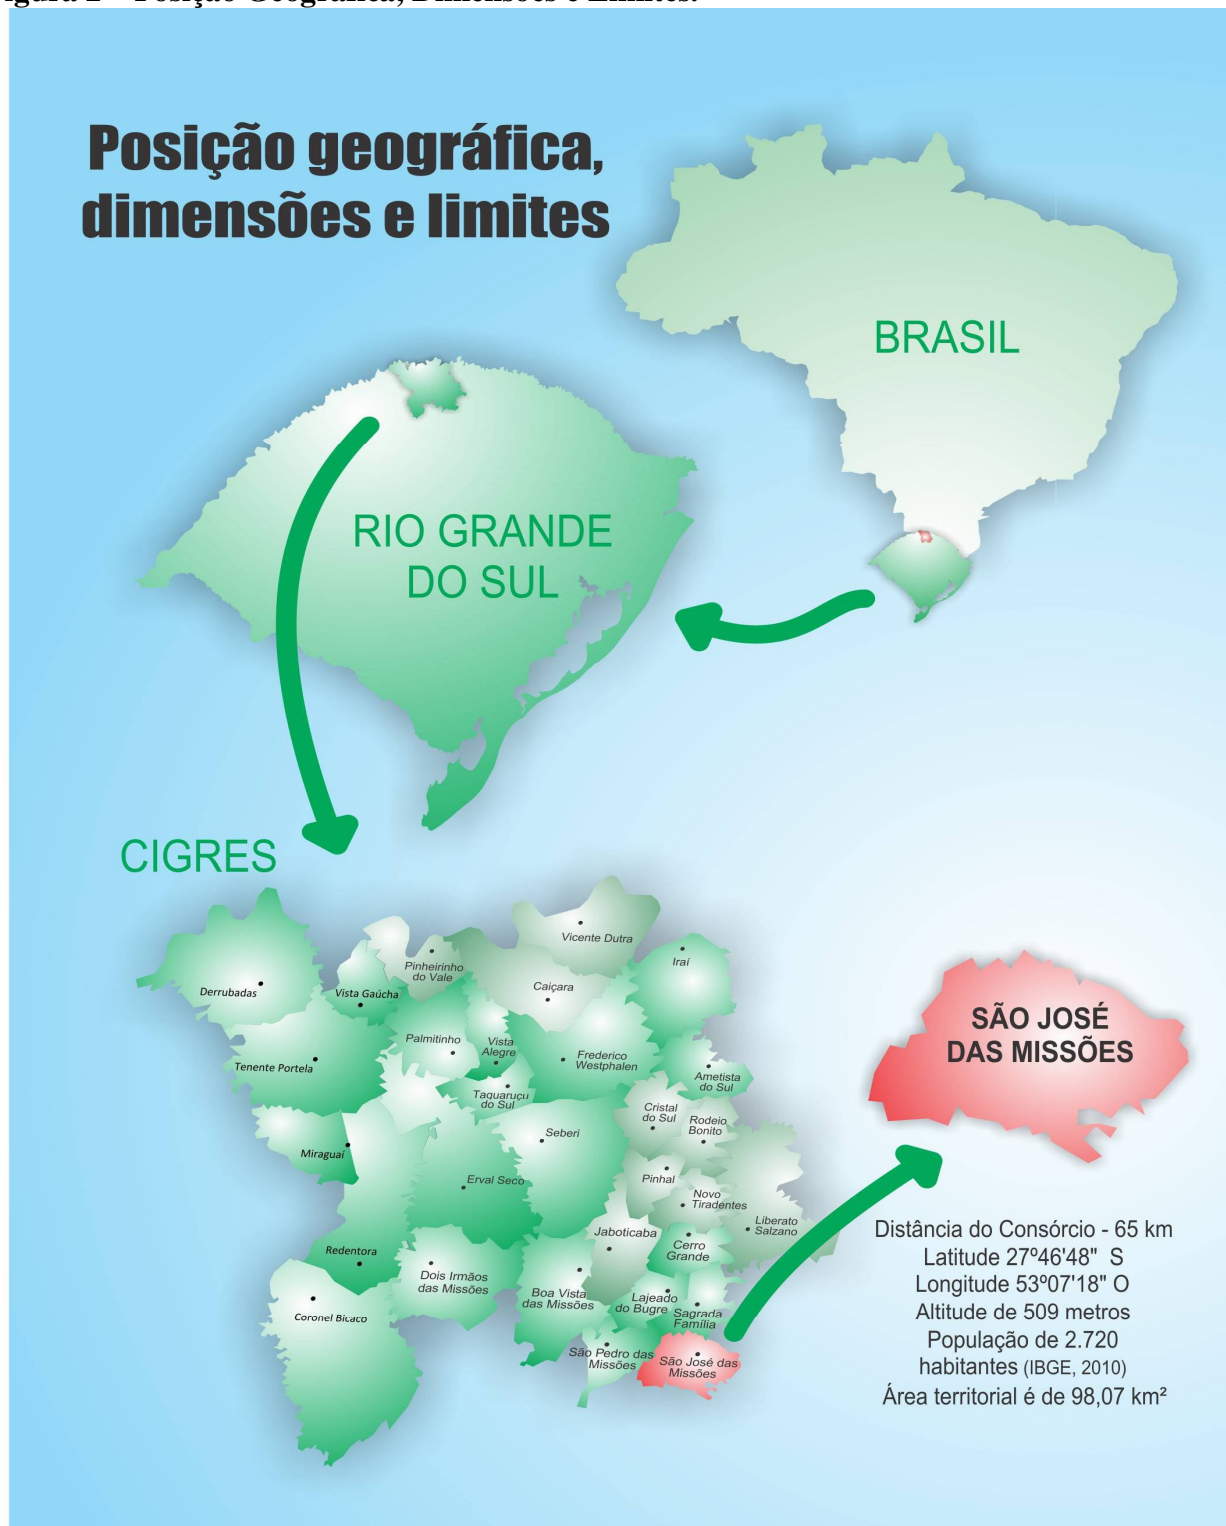 Posição geográfica,
dimensões e limites
BRASIL
RIO GRANDE
DO SUL
CIGRES
Vicente Dutra
Iraí
Pinheirinho
do Vale
Derrubadas
Vista Gaúcha
Caiçara
Palmitinho
Vista
Alegre
Frederico
Westphalen
Tenente Portela
Ametista
do Sul
Taquaruçu
do Sul
Cristal
do Sul
Rodeio
Bonito
Seberi
Miraguaí
Pinhal
Erval Seco
Novo
Tiradentes
Liberato
Salzano
Jaboticaba
Cerro
Grande
Redentora
Dois Irmãos
das Missões
Boa Vista
das Missões
Lajeado
do Bugre
Sagrada
Família
Coronel Bicaco
São Pedro das
Missões
São José das
Missões
SÃO JOSÉ
DAS MISSÕES
Distância do Consórcio - 65 km
Latitude 27º46'48" S
Longitude 53º07'18" O
Altitude de 509 metros
População de 2.720
habitantes (IBGE, 2010)
Área territorial é de 98,07 km²